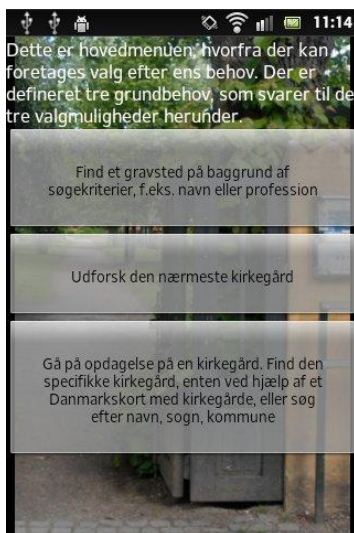 11:14
Dette er hovedmenuen, hvorfra der kan
foretages valg efter ens behov. Der er
defineret tre grundbehov, som svarer til de
tre valgmuligheder herunder.
Find et gravsted på baggrund af
søgekriterier, f.eks. navn eller profession
Udforsk den nærmeste kirkegård
Gå på opdagelse på en kirkegård. Find den
specifikke kirkegård, enten ved hjælp af et
Danmarkskort med kirkegårde, eller søg
efter navn, sogn, kommune